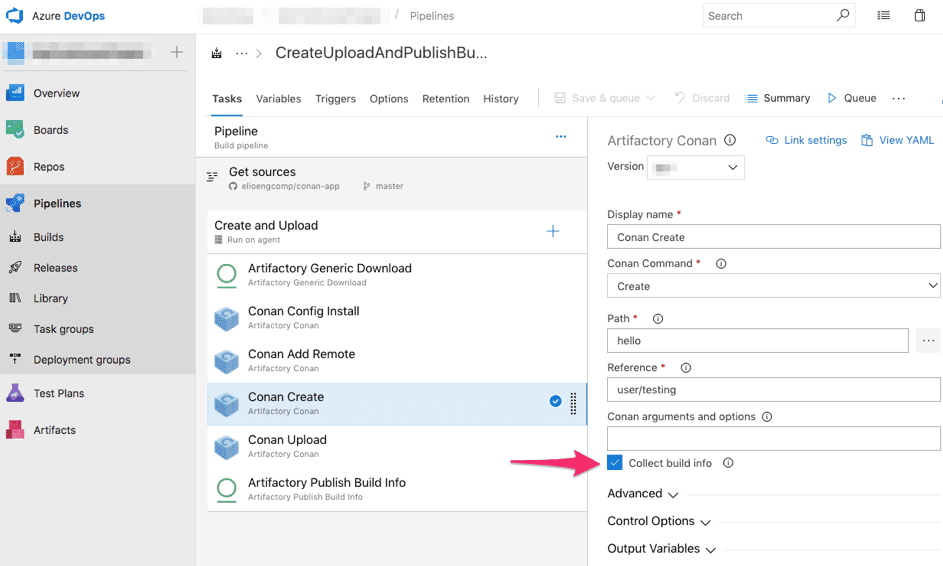 Azure DevOps
/ Pipelines
Search
CreateUploadAndPublishBu...
Overview
Boards
Repos
Pipelines
Builds
Releases
Library
Task groups
Deployment groups
Test Plans
Artifacts
Tasks Variables Triggers Options Retention History
Save & queue Discard Summary Queue ...
Pipeline
Build pipeline
Get sources
elioengcomp/conan-app master
Create and Upload
Run on agent
Artifactory Generic Download
Artifactory Generic Download
Conan Config Install
Artifactory Conan
Conan Add Remote
Artifactory Conan
Conan Create
Artifactory Conan
Conan Upload
Artifactory Conan
Artifactory Publish Build Info
Artifactory Publish Build Info
Artifactory Conan Link settings View YAML
Version
Display name *
Conan Create
Conan Command *
Create
Path *
hello
Reference *
user/testing
Conan arguments and options
Collect build info
Advanced
Control Options
Output Variables